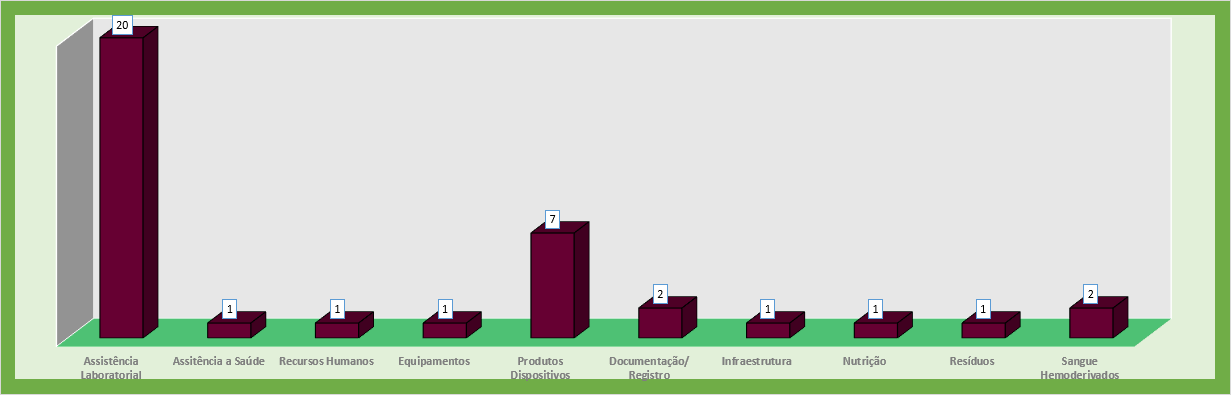 20
1
1
1
7
2
1
1
1
2
Assistência
Laboratorial
Assitência a Saúde
Recursos Humanos
Equipamentos
Produtos
Dispositivos
Documentação/
Registro
Infraestrutura
Nutrição
Resíduos
Sangue
Hemoderivados